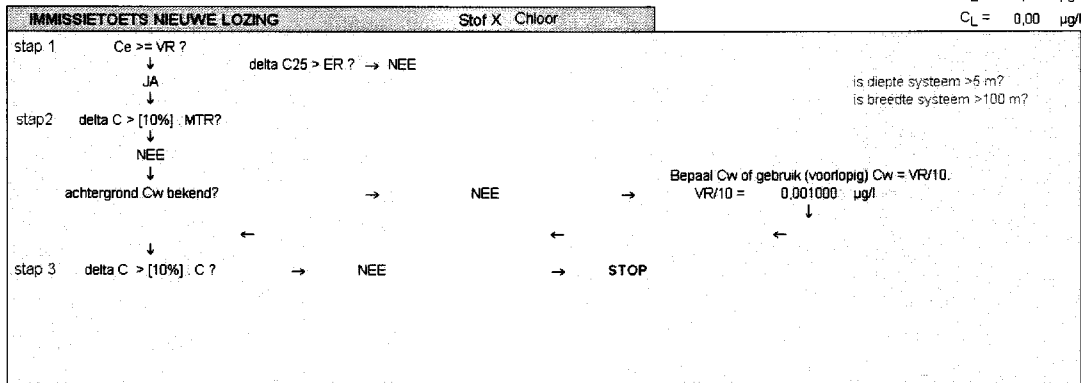 IMMISSIETOETS NIEUWE LOZING Stof X Chloor
C_L = 0,00 µg/l
stap 1 Ce >= VR ?
↓ delta C25 > ER ? → NEE
JA
↓
is diepte systeem >5 m?
is breedte systeem >100 m?
stap2 delta C > [10%] . MTR?
↓
NEE
↓
Bepaal Cw of gebruik (voorlopig) Cw = VR/10.
achtergrond Cw bekend? → NEE → VR/10 = 0,001000 µg/l
↓
← ← ←
↓
stap 3 delta C > [10%] . C ? → NEE → STOP